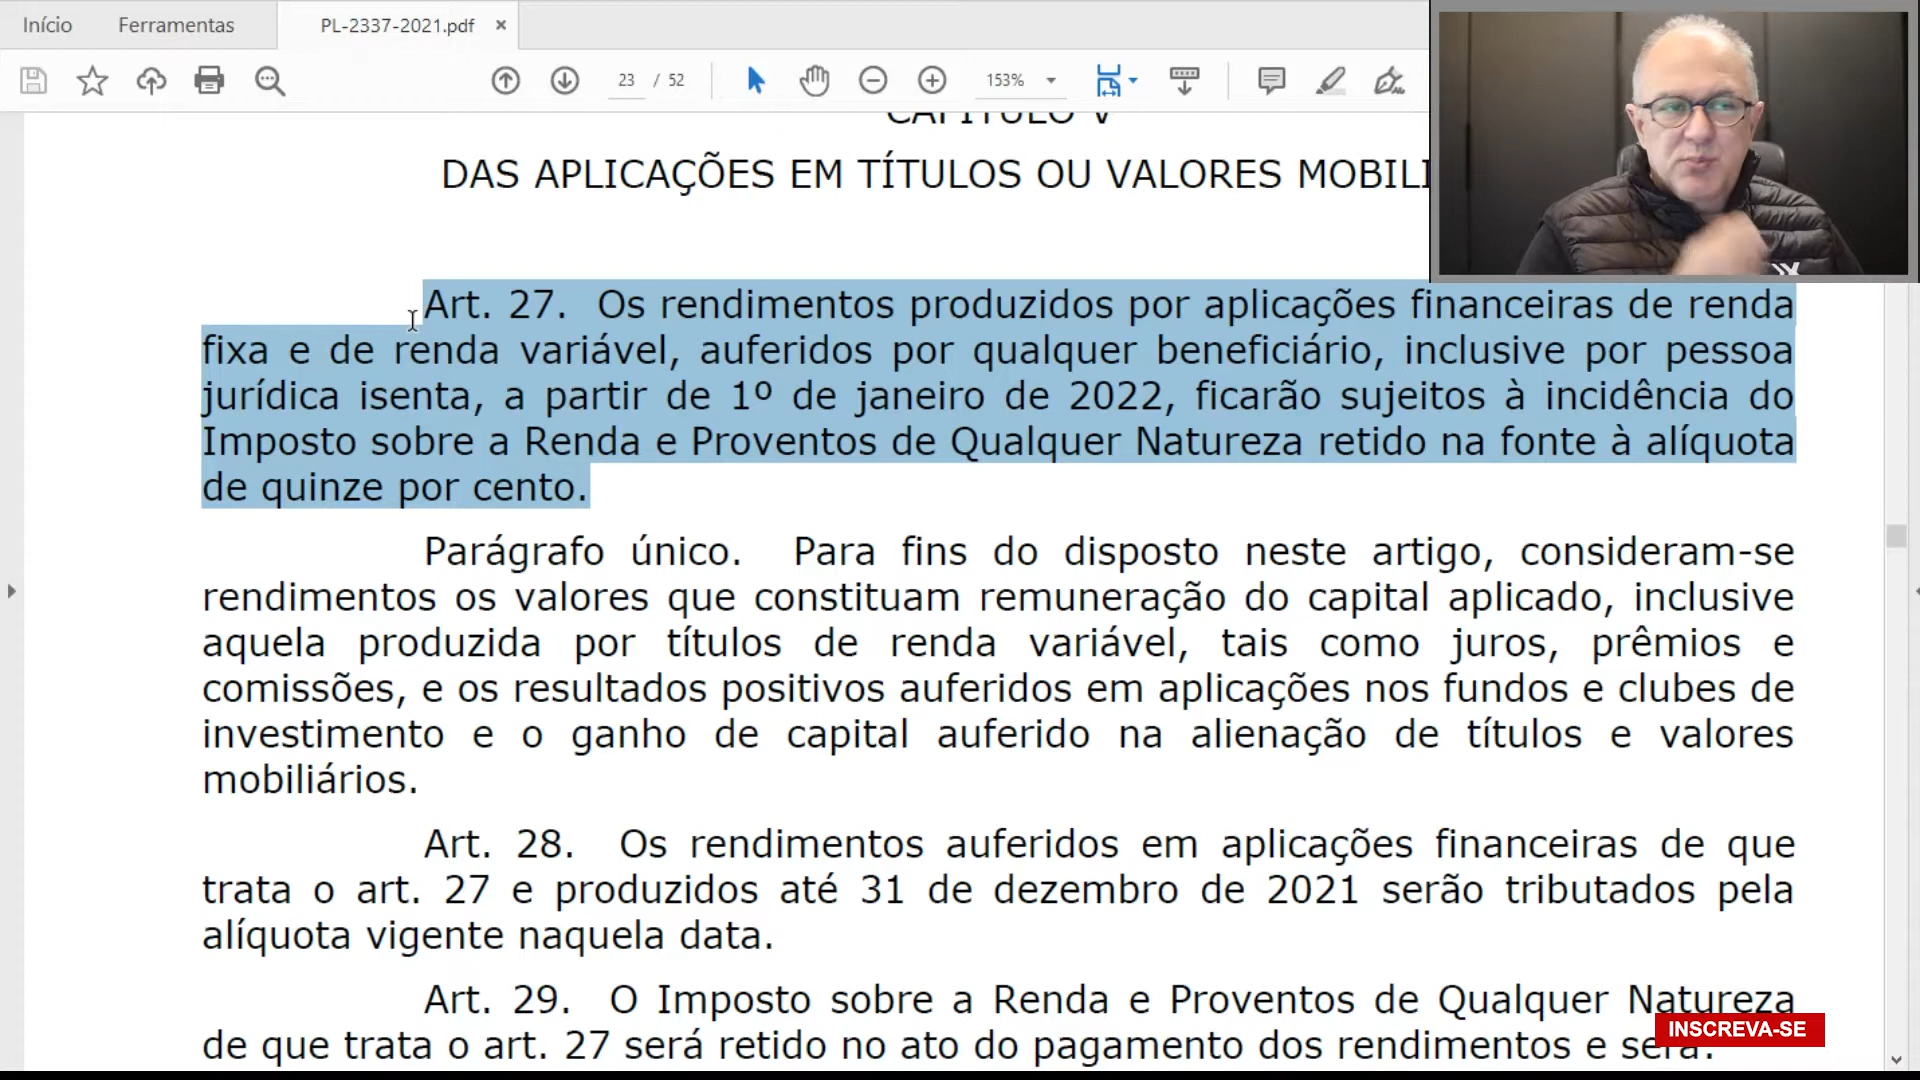 Início Ferramentas PL-2337-2021.pdf ×
23 / 52 153%
CAPÍTULO V
DAS APLICAÇÕES EM TÍTULOS OU VALORES MOBILI
Art. 27. Os rendimentos produzidos por aplicações financeiras de renda
fixa e de renda variável, auferidos por qualquer beneficiário, inclusive por pessoa
jurídica isenta, a partir de 1º de janeiro de 2022, ficarão sujeitos à incidência do
Imposto sobre a Renda e Proventos de Qualquer Natureza retido na fonte à alíquota
de quinze por cento.
Parágrafo único. Para fins do disposto neste artigo, consideram-se
rendimentos os valores que constituam remuneração do capital aplicado, inclusive
aquela produzida por títulos de renda variável, tais como juros, prêmios e
comissões, e os resultados positivos auferidos em aplicações nos fundos e clubes de
investimento e o ganho de capital auferido na alienação de títulos e valores
mobiliários.
Art. 28. Os rendimentos auferidos em aplicações financeiras de que
trata o art. 27 e produzidos até 31 de dezembro de 2021 serão tributados pela
alíquota vigente naquela data.
Art. 29. O Imposto sobre a Renda e Proventos de Qualquer Natureza
de que trata o art. 27 será retido no ato do pagamento dos rendimentos e será:
INSCREVA-SE